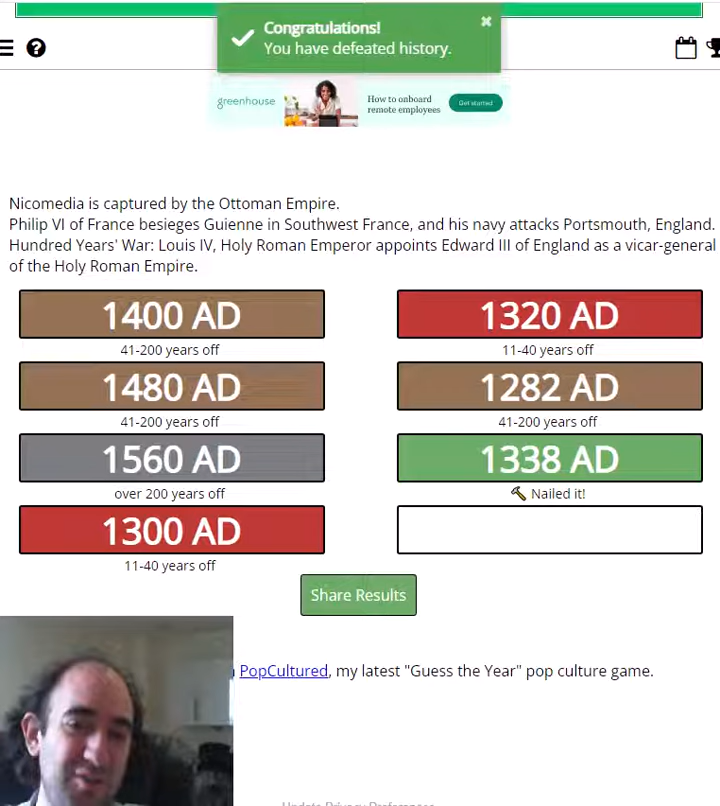 Congratulations!
You have defeated history.
greenhouse
How to onboard
remote employees
Get started
Nicomedia is captured by the Ottoman Empire.
Philip VI of France besieges Guienne in Southwest France, and his navy attacks Portsmouth, England.
Hundred Years' War: Louis IV, Holy Roman Emperor appoints Edward III of England as a vicar-general
of the Holy Roman Empire.
1400 AD
41-200 years off
1320 AD
11-40 years off
1480 AD
41-200 years off
1282 AD
41-200 years off
1560 AD
over 200 years off
1338 AD
Nailed it!
1300 AD
11-40 years off
Share Results
PopCultured, my latest "Guess the Year" pop culture game.
Update Privacy Preferences